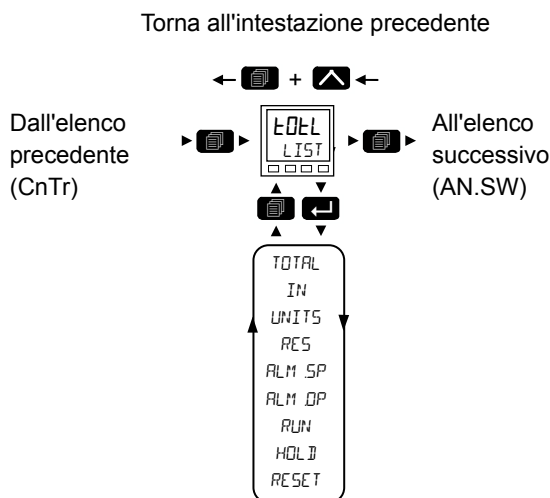 Torna all'intestazione precedente
+
Dall'elenco
precedente
(CnTr)
tOtL
LIST
All'elenco
successivo
(AN.SW)
TOTAL
IN
UNITS
RES
ALM.SP
ALM.OP
RUN
HOLD
RESET